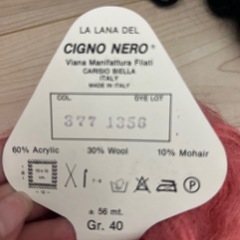 LA LANA DEL
CIGNO NERO®
Viana Manifattura Filati
CARISIO BIELLA
ITALY
MADE IN ITALY
COL. DYE LOT
377 1356
60% Acrylic 30% Wool 10% Mohair
P
± 56 mt.
Gr. 40